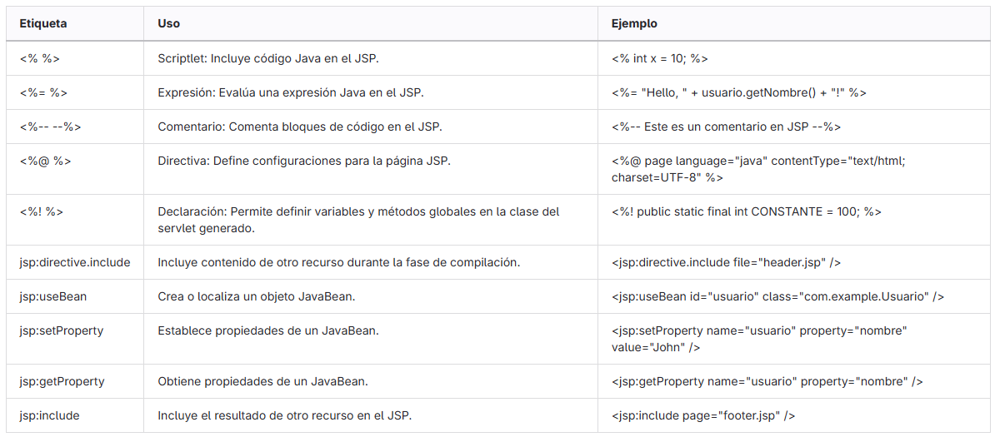 Etiqueta Uso Ejemplo
<% %> Scriptlet: Incluye código Java en el JSP. <% int x = 10; %>
<%= %> Expresión: Evalúa una expresión Java en el JSP. <%= "Hello, " + usuario.getNombre() + "!" %>
<%-- --%> Comentario: Comenta bloques de código en el JSP. <%-- Este es un comentario en JSP --%>
<%@ %> Directiva: Define configuraciones para la página JSP. <%@ page language="java" contentType="text/html;
charset=UTF-8" %>
<%! %> Declaración: Permite definir variables y métodos globales en la clase del
servlet generado. <%! public static final int CONSTANTE = 100; %>
jsp:directive.include Incluye contenido de otro recurso durante la fase de compilación. <jsp:directive.include file="header.jsp" />
jsp:useBean Crea o localiza un objeto JavaBean. <jsp:useBean id="usuario" class="com.example.Usuario" />
jsp:setProperty Establece propiedades de un JavaBean. <jsp:setProperty name="usuario" property="nombre"
value="John" />
jsp:getProperty Obtiene propiedades de un JavaBean. <jsp:getProperty name="usuario" property="nombre" />
jsp:include Incluye el resultado de otro recurso en el JSP. <jsp:include page="footer.jsp" />